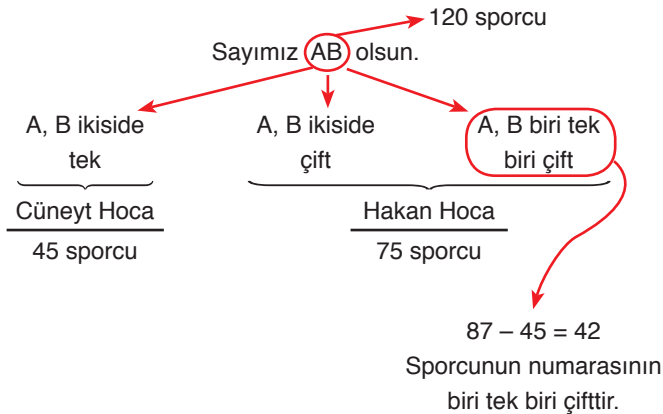 120 sporcu
Sayımız AB olsun.
A, B ikiside
tek
A, B ikiside
çift
A, B biri tek
biri çift
Cüneyt Hoca
45 sporcu
Hakan Hoca
75 sporcu
87 – 45 = 42
Sporcunun numarasının
biri tek biri çifttir.